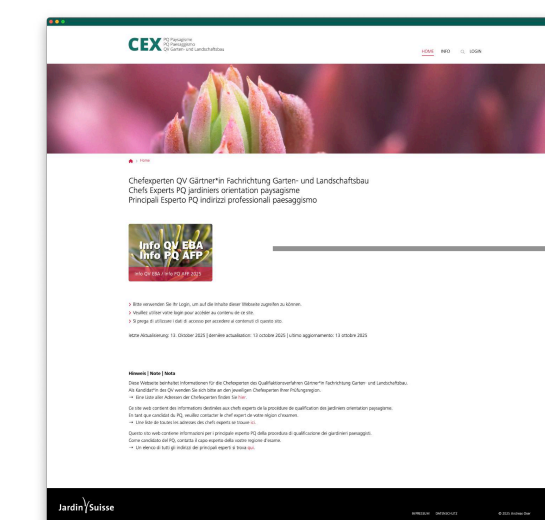 CEX
PQ Paysagisme
PQ Paesaggismo
QV Garten- und Landschaftsbau
HOME INFO LOGIN
Home
Chefexperten QV Gärtner*in Fachrichtung Garten- und Landschaftsbau
Chefs Experts PQ jardiniers orientation paysagisme
Principali Esperto PQ indirizzi professionali paesaggismo
Info QV EBA
Info PQ AFP
Info QV EBA / Info PQ AFP 2025
> Bitte verwenden Sie Ihr Login, um auf die Inhalte dieser Webseite zugreifen zu können.
> Veuillez utiliser votre login pour accéder au contenu de ce site.
> Si prega di utilizzare i dati di accesso per accedere ai contenuti di questo sito.
letzte Aktualisierung: 13. Oktober 2025 | dernière actualisation: 13 octobre 2025 | ultimo aggiornamento: 13 ottobre 2025
Hinweis | Note | Nota
Diese Webseite beinhaltet Informationen für die Chefexperten des Qualifikationsverfahren Gärtner*in Fachrichtung Garten- und Landschaftsbau.
Als Kandidat*in des QV wenden Sie sich bitte an den jeweiligen Chefexperten Ihrer Prüfungsregion.
→ Eine Liste aller Adressen der Chefexperten finden Sie hier.
Ce site web contient des informations destinées aux chefs experts de la procédure de qualification des jardiniers orientation paysagisme.
En tant que candidat du PQ, veuillez contacter le chef expert de votre région d'examen.
→ Une liste de toutes les adresses des chefs experts se trouve ici.
Questo sito web contiene informazioni per i principale esperto PQ della procedura di qualificazione dei giardinieri paesaggisti.
Come candidato del PQ, contatta il capo esperto della vostra regione d'esame.
→ Un elenco di tutti gli indirizzi dei principali esperti si trova qui.
Jardin Suisse
IMPRESSUM DATENSCHUTZ © 2025 Andreas